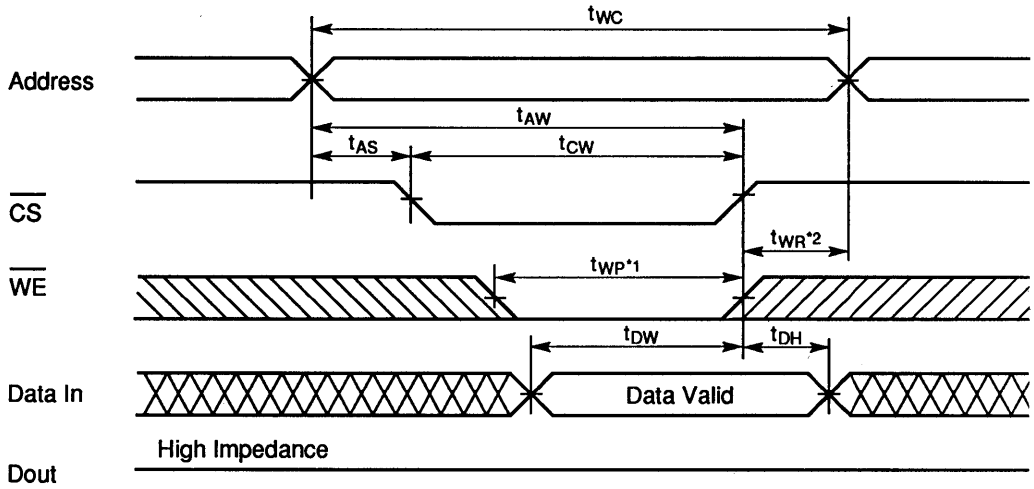 tWC
Address
tAW
tAS
tCW
CS
tWR*2
WE
tWP*1
tDW
tDH
Data In
Data Valid
High Impedance
Dout